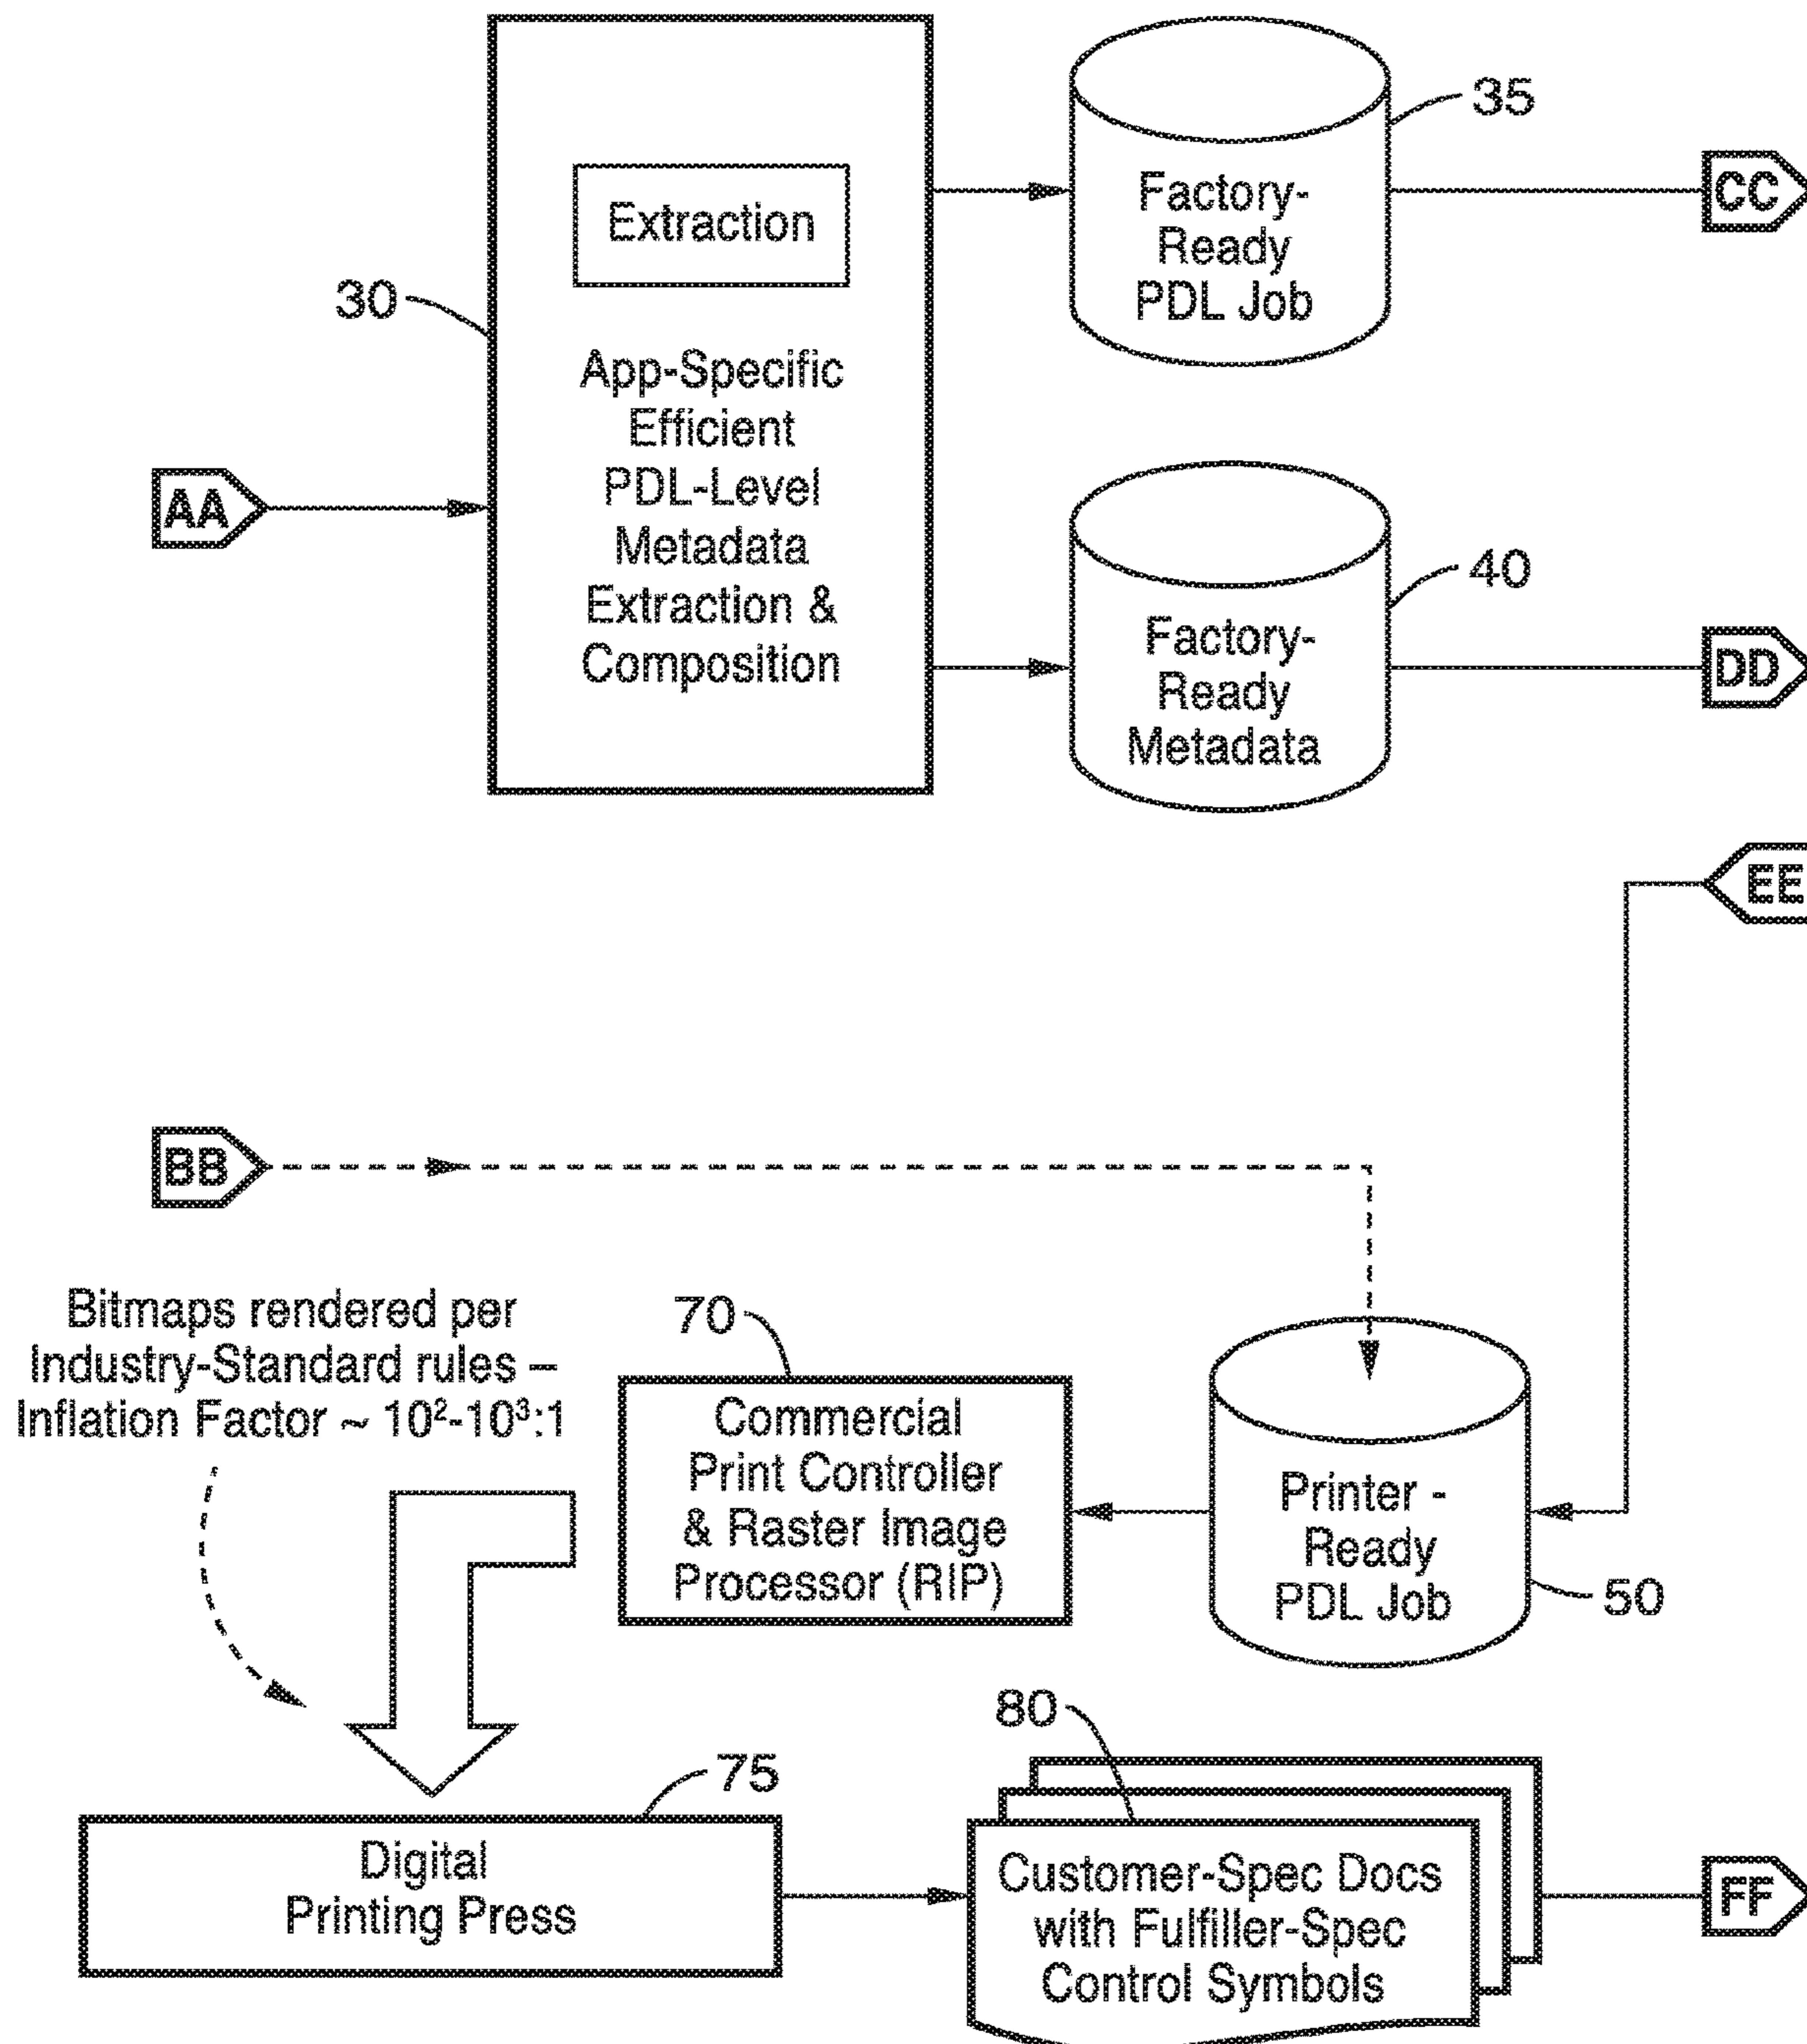 35
CC
Factory-
Ready
PDL Job
Extraction
30
App-Specific
Efficient
PDL-Level
Metadata
Extraction &
Composition
AA
40
Factory-
Ready
Metadata
DD
EE
BB
Bitmaps rendered per
Industry-Standard rules –
Inflation Factor ~ 10²-10³:1
70
Commercial
Print Controller
& Raster Image
Processor (RIP)
Printer -
Ready
PDL Job
50
80
75
Digital
Printing Press
Customer-Spec Docs
with Fulfiller-Spec
Control Symbols
FF